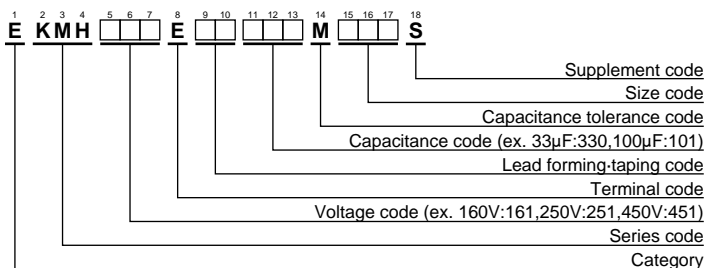 1 2 3 4 5 6 7 8 9 10 11 12 13 14 15 16 17 18
E KMH E M S
Supplement code
Size code
Capacitance tolerance code
Capacitance code (ex. 33µF:330,100µF:101)
Lead forming·taping code
Terminal code
Voltage code (ex. 160V:161,250V:251,450V:451)
Series code
Category